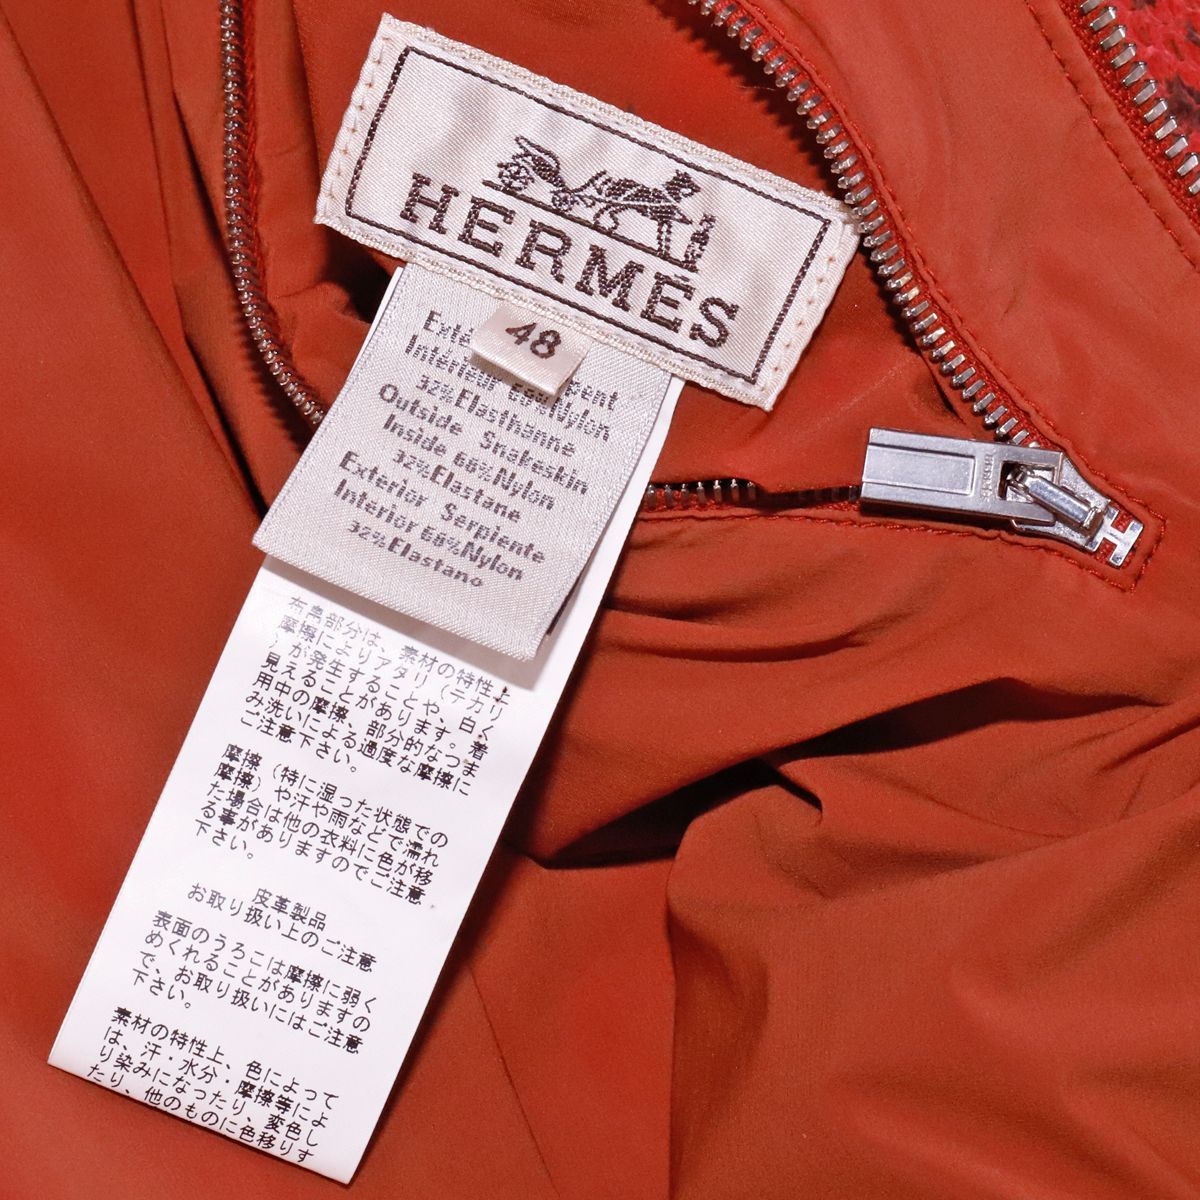 HERMES
48
Intérieur 68%Nylon
32%Elasthanne
Outside Snakeskin
Inside 68%Nylon
32%Elastane
Exterior Serpiente
Interior 68%Nylon
32%Elastano
布帛部分は、素材の特性上
摩擦によりアタリ(テカリ
)が発生することや、白く
見えることがあります。着
用中の摩擦、部分的なつま
み洗いによる過度な摩擦に
ご注意下さい。
摩擦(特に湿った状態での
摩擦)や汗や雨などで濡れ
た場合は他の衣料に色が移
る事がありますのでご注意
下さい。
皮革製品
お取り扱い上のご注意
表面のうろこは摩擦に弱く
めくれることがありますの
で、お取り扱いにはご注意
下さい。
素材の特性上、色によって
は、汗・水分・摩擦等によ
り染みになったり、変色し
たり、他のものに色移りす
H